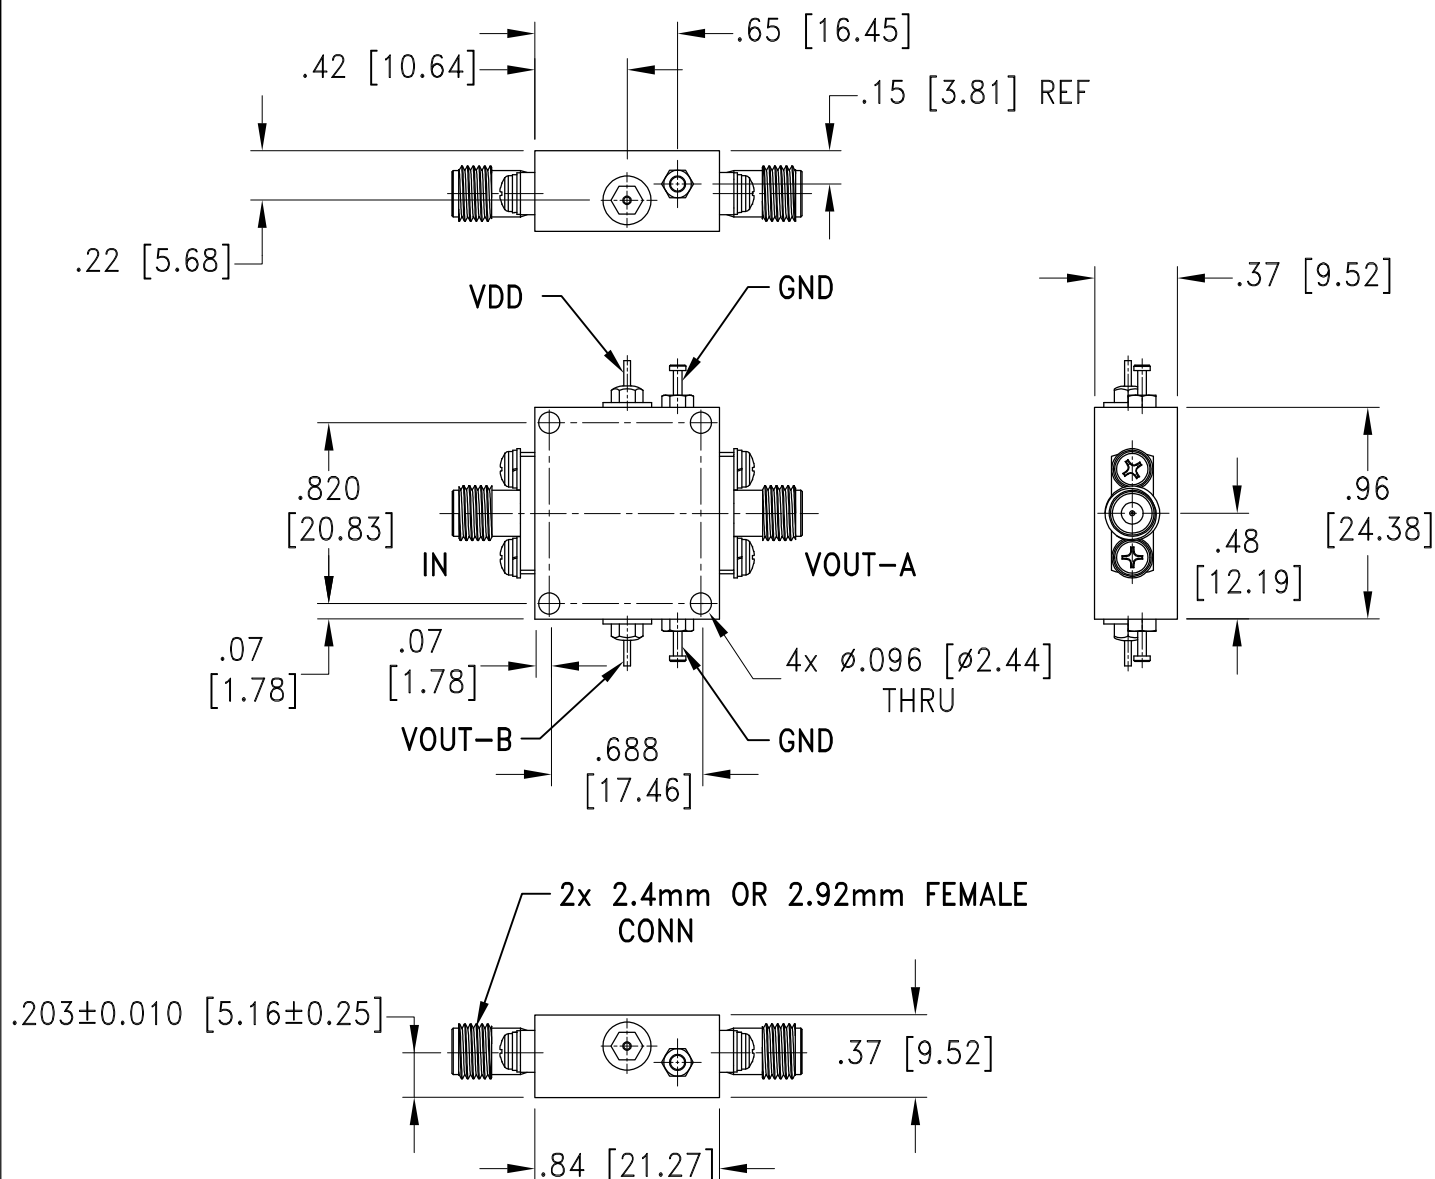 .65 [16.45]
.42 [10.64]
.15 [3.81] REF
.22 [5.68]
VDD
GND
.37 [9.52]
.820
[20.83]
.96
[24.38]
.48
[12.19]
IN
VOUT-A
.07
[1.78]
.07
[1.78]
4x ⌀.096 [⌀2.44]
THRU
VOUT-B
GND
.688
[17.46]
2x 2.4mm OR 2.92mm FEMALE
CONN
.203±0.010 [5.16±0.25]
.37 [9.52]
.84 [21.27]